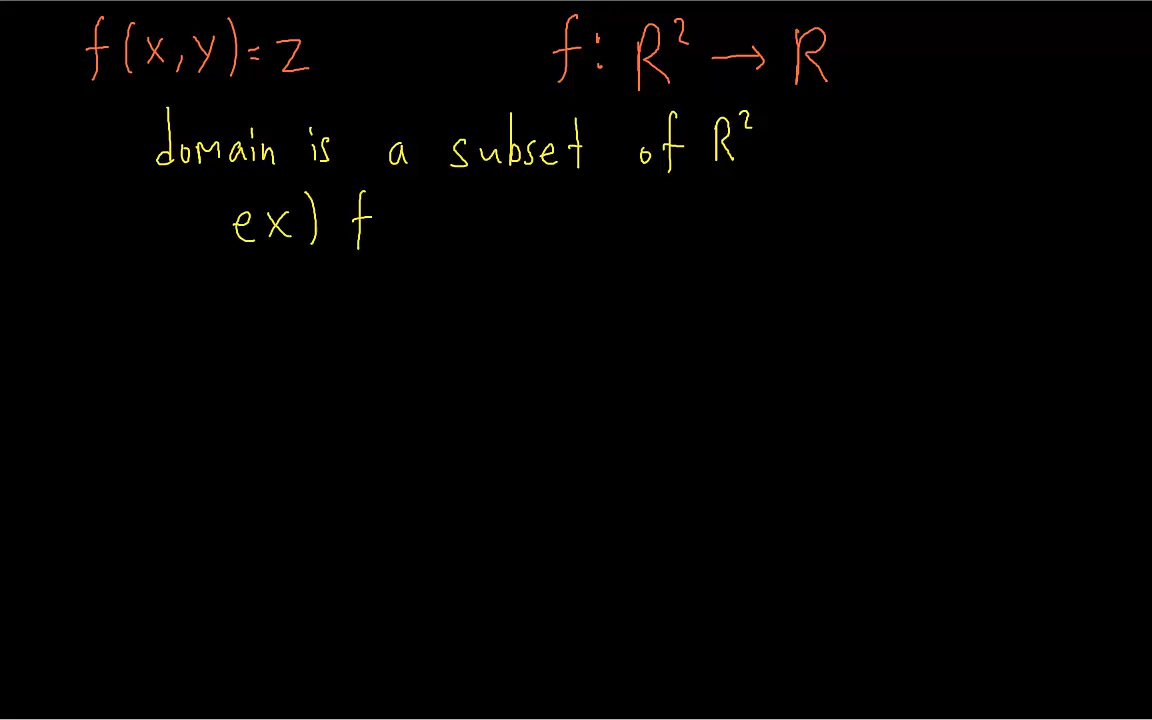 f(x,y)=z f: R² → R
domain is a subset of R²
ex) f